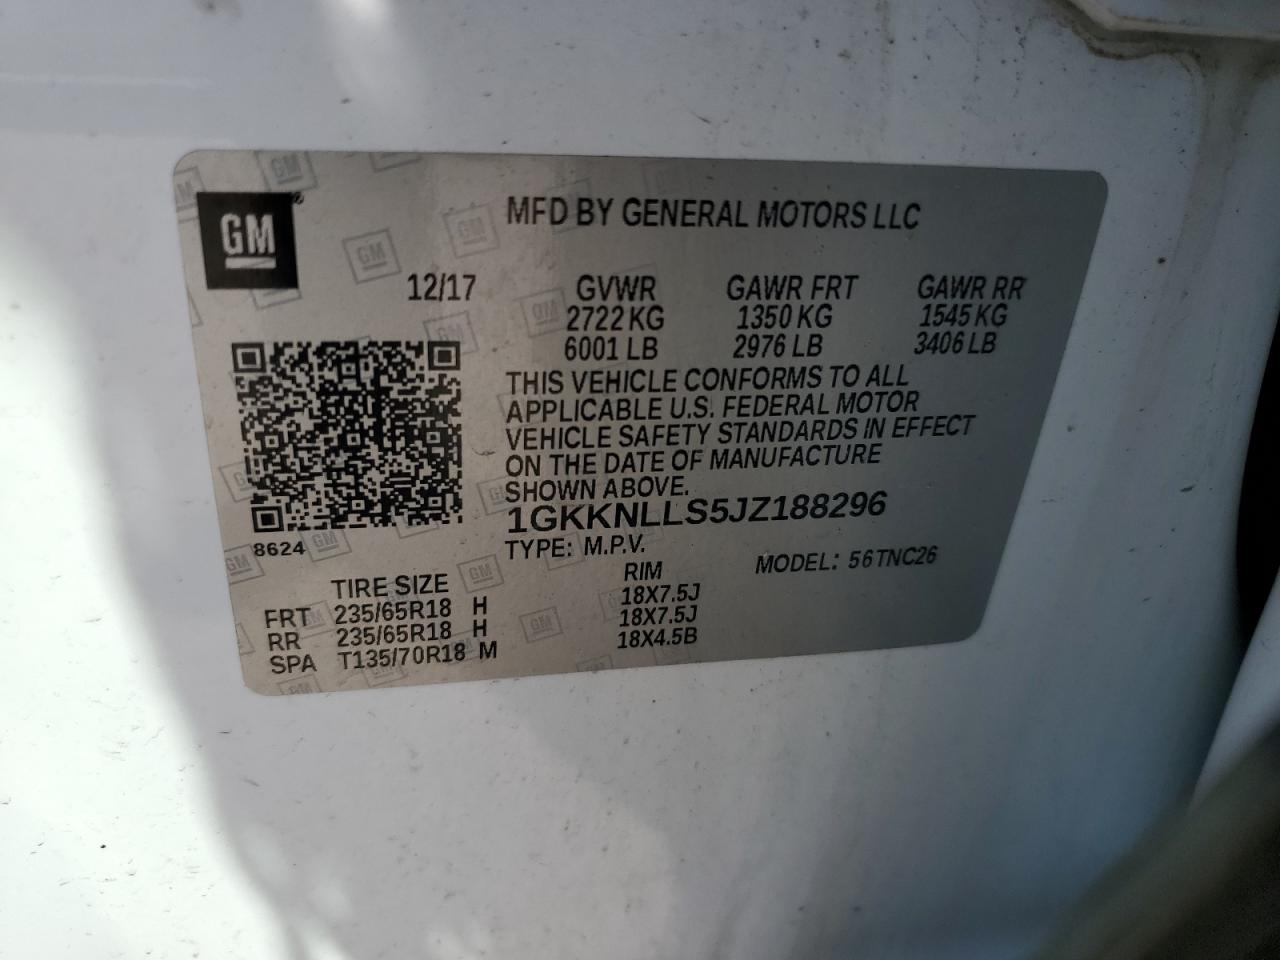 GM
MFD BY GENERAL MOTORS LLC
12/17
GVWR GAWR FRT GAWR RR
2722 KG 1350 KG 1545 KG
6001 LB 2976 LB 3406 LB
THIS VEHICLE CONFORMS TO ALL
APPLICABLE U.S. FEDERAL MOTOR
VEHICLE SAFETY STANDARDS IN EFFECT
ON THE DATE OF MANUFACTURE
SHOWN ABOVE.
1GKKNLLS5JZ188296
8624
TYPE: M.P.V. MODEL: 56TNC26
TIRE SIZE RIM
FRT 235/65R18 H 18X7.5J
RR 235/65R18 H 18X7.5J
SPA T135/70R18 M 18X4.5B